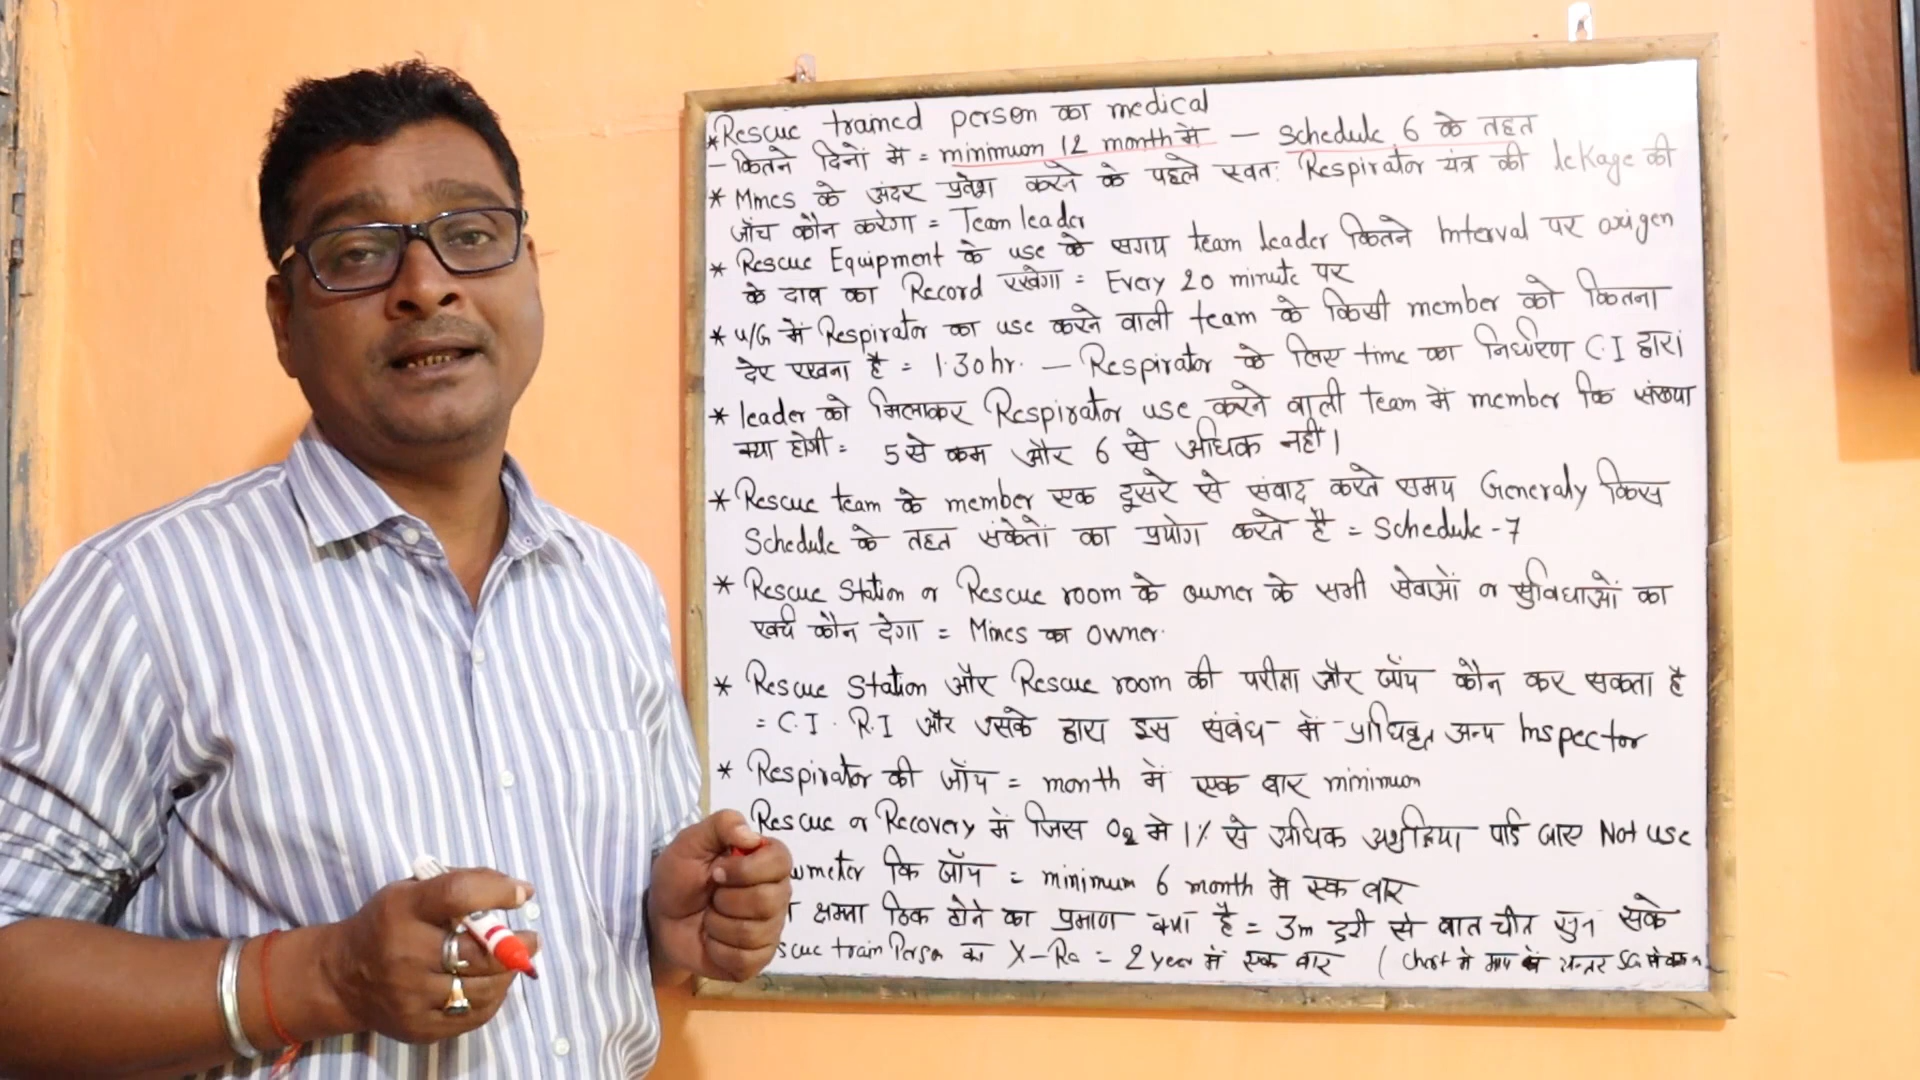 *Rescue trained person का medical
- कितने दिनों में = minimum 12 month में - Schedule 6 के तहत
* Mines के अंदर प्रवेश करने के पहले स्वत: Respirator यंत्र की lekage की
जाँच कौन करेगा = Team leader
* Rescue Equipment के use के समय team leader कितने Interval पर oxigen
के दाव का Record रखेगा = Every 20 minute पर
* u/G में Respirator का use करने वाली team के किसी member को कितना
देर रखना है = 1.30 hr. - Respirator के लिए time का निर्धारण C.I द्वारा
* leader को मिलाकर Respirator use करने वाली team में member कि संख्या
क्या होगी = 5 से कम और 6 से अधिक नहीं।
* Rescue team के member एक दूसरे से संवाद करते समय Generaly किस
Schedule के तहत संकेतों का प्रयोग करते है = Schedule-7
* Rescue Station or Rescue room के owner के सभी सेवाओं or सुविधाओं का
खर्च कौन देगा = Mines का owner.
* Rescue Station और Rescue room की परीक्षा और जाँच कौन कर सकता है
= C.I. R.I और उसके द्वारा इस संबंध में प्राधिकृत अन्य Inspector
* Respirator की जाँच = month में एक बार minimum
Rescue or Recovery में जिस O2 में 1% से अधिक अशुद्धिया पाई जाए Not use
wmeter कि जाँच = minimum 6 month में एक बार
क्षमता ठिक होने का प्रमाण क्या है = 3m दुरी से बात चीत सुन सके
scue train Person का X-Ra = 2 year में एक बार (Chest में माप